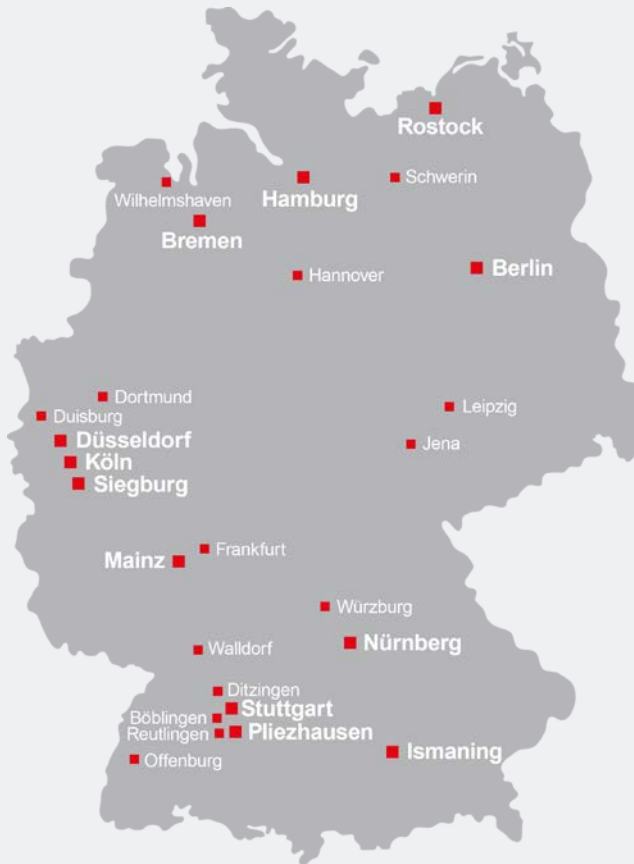 Rostock
Schwerin
Hamburg
Wilhelmshaven
Bremen
Berlin
Hannover
Dortmund
Leipzig
Duisburg
Düsseldorf
Jena
Köln
Siegburg
Frankfurt
Mainz
Würzburg
Nürnberg
Walldorf
Ditzingen
Stuttgart
Böblingen
Pliezhausen
Reutlingen
Ismaning
Offenburg